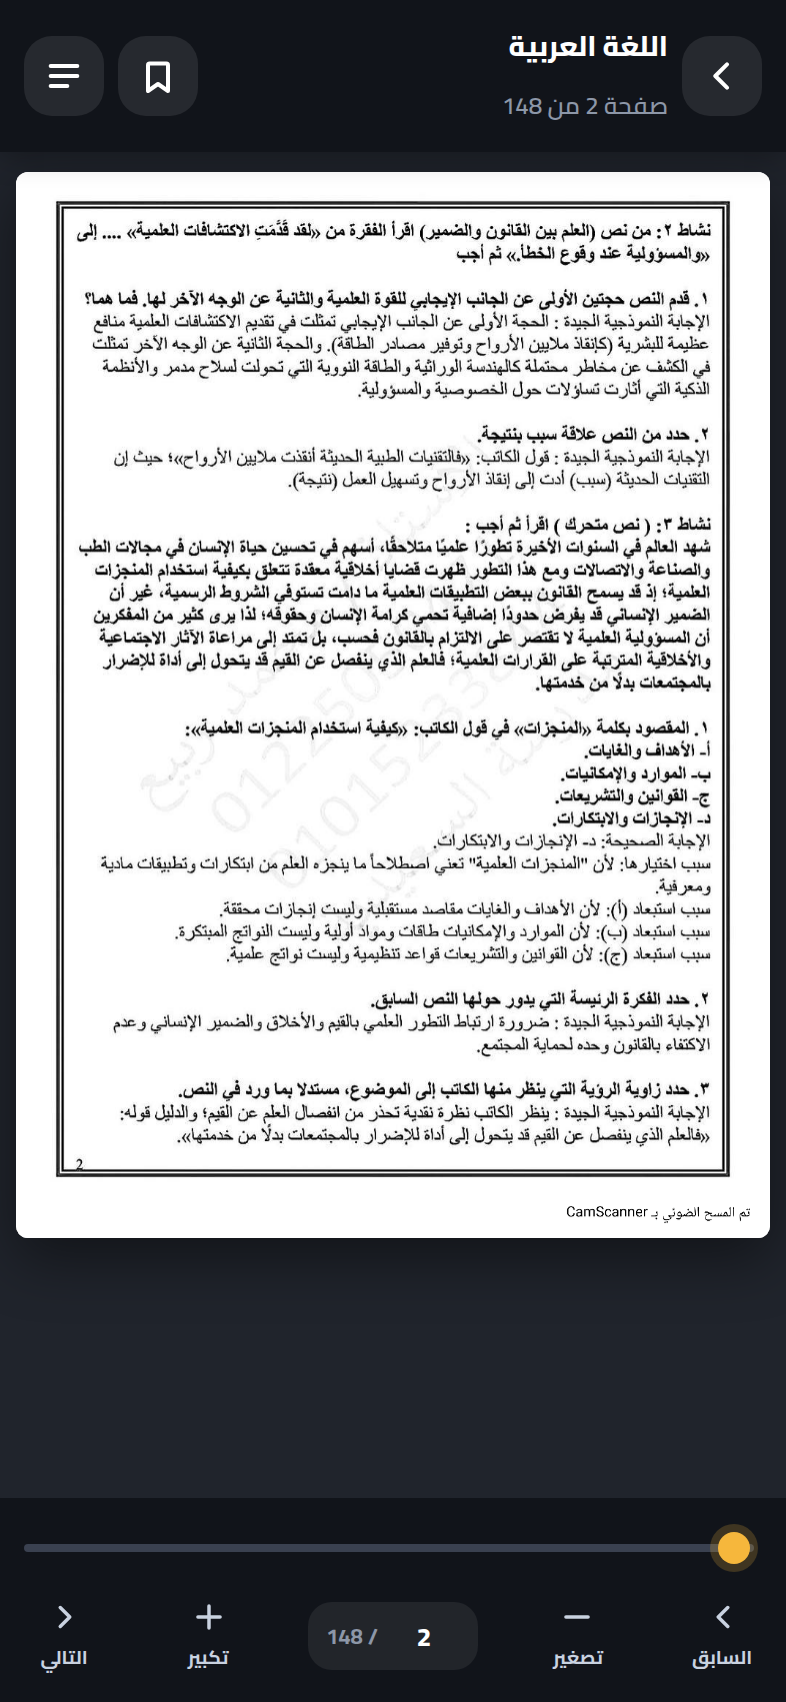 اللغة العربية
صفحة 2 من 148
نشاط ٢: من نص (العلم بين القانون والضمير) اقرأ الفقرة من «لقد قَدَّمَتِ الاكتشافات العلمية» .... إلى
«والمسؤولية عند وقوع الخطأ.» ثم أجب
١. قدم النص حجتين الأولى عن الجانب الإيجابي للقوة العلمية والثانية عن الوجه الآخر لها. فما هما؟
الإجابة النموذجية الجيدة : الحجة الأولى عن الجانب الإيجابي تمثلت في تقديم الاكتشافات العلمية منافع
عظيمة للبشرية (كإنقاذ ملايين الأرواح وتوفير مصادر الطاقة). والحجة الثانية عن الوجه الآخر تمثلت
في الكشف عن مخاطر محتملة كالهندسة الوراثية والطاقة النووية التي تحولت لسلاح مدمر والأنظمة
الذكية التي أثارت تساؤلات حول الخصوصية والمسؤولية.
٢. حدد من النص علاقة سبب بنتيجة.
الإجابة النموذجية الجيدة : قول الكاتب: «فالتقنيات الطبية الحديثة أنقذت ملايين الأرواح»؛ حيث إن
التقنيات الحديثة (سبب) أدت إلى إنقاذ الأرواح وتسهيل العمل (نتيجة).
نشاط ٣: ( نص متحرك ) اقرأ ثم أجب :
شهد العالم في السنوات الأخيرة تطورًا علميًا متلاحقًا، أسهم في تحسين حياة الإنسان في مجالات الطب
والصناعة والاتصالات ومع هذا التطور ظهرت قضايا أخلاقية معقدة تتعلق بكيفية استخدام المنجزات
العلمية؛ إذ قد يسمح القانون ببعض التطبيقات العلمية ما دامت تستوفي الشروط الرسمية، غير أن
الضمير الإنساني قد يفرض حدودًا إضافية تحمي كرامة الإنسان وحقوقه؛ لذا يرى كثير من المفكرين
أن المسؤولية العلمية لا تقتصر على الالتزام بالقانون فحسب، بل تمتد إلى مراعاة الآثار الاجتماعية
والأخلاقية المترتبة على القرارات العلمية؛ فالعلم الذي ينفصل عن القيم قد يتحول إلى أداة للإضرار
بالمجتمعات بدلًا من خدمتها.
١. المقصود بكلمة «المنجزات» في قول الكاتب: «كيفية استخدام المنجزات العلمية»:
أ- الأهداف والغايات.
ب- الموارد والإمكانيات.
ج- القوانين والتشريعات.
د- الإنجازات والابتكارات.
الإجابة الصحيحة: د- الإنجازات والابتكارات.
سبب اختيارها: لأن "المنجزات العلمية" تعني اصطلاحاً ما ينجزه العلم من ابتكارات وتطبيقات مادية
ومعرفية.
سبب استبعاد (أ): لأن الأهداف والغايات مقاصد مستقبلية وليست إنجازات محققة.
سبب استبعاد (ب): لأن الموارد والإمكانيات طاقات ومواد أولية وليست النواتج المبتكرة.
سبب استبعاد (ج): لأن القوانين والتشريعات قواعد تنظيمية وليست نواتج علمية.
٢. حدد الفكرة الرئيسة التي يدور حولها النص السابق.
الإجابة النموذجية الجيدة : ضرورة ارتباط التطور العلمي بالقيم والأخلاق والضمير الإنساني وعدم
الاكتفاء بالقانون وحده لحماية المجتمع.
٣. حدد زاوية الرؤية التي ينظر منها الكاتب إلى الموضوع، مستدلا بما ورد في النص.
الإجابة النموذجية الجيدة : ينظر الكاتب نظرة نقدية تحذر من انفصال العلم عن القيم؛ والدليل قوله:
«فالعلم الذي ينفصل عن القيم قد يتحول إلى أداة للإضرار بالمجتمعات بدلًا من خدمتها».
2
تم المسح الضوئي بـ CamScanner
السابق
تصغير
2
148 /
تكبير
التالي